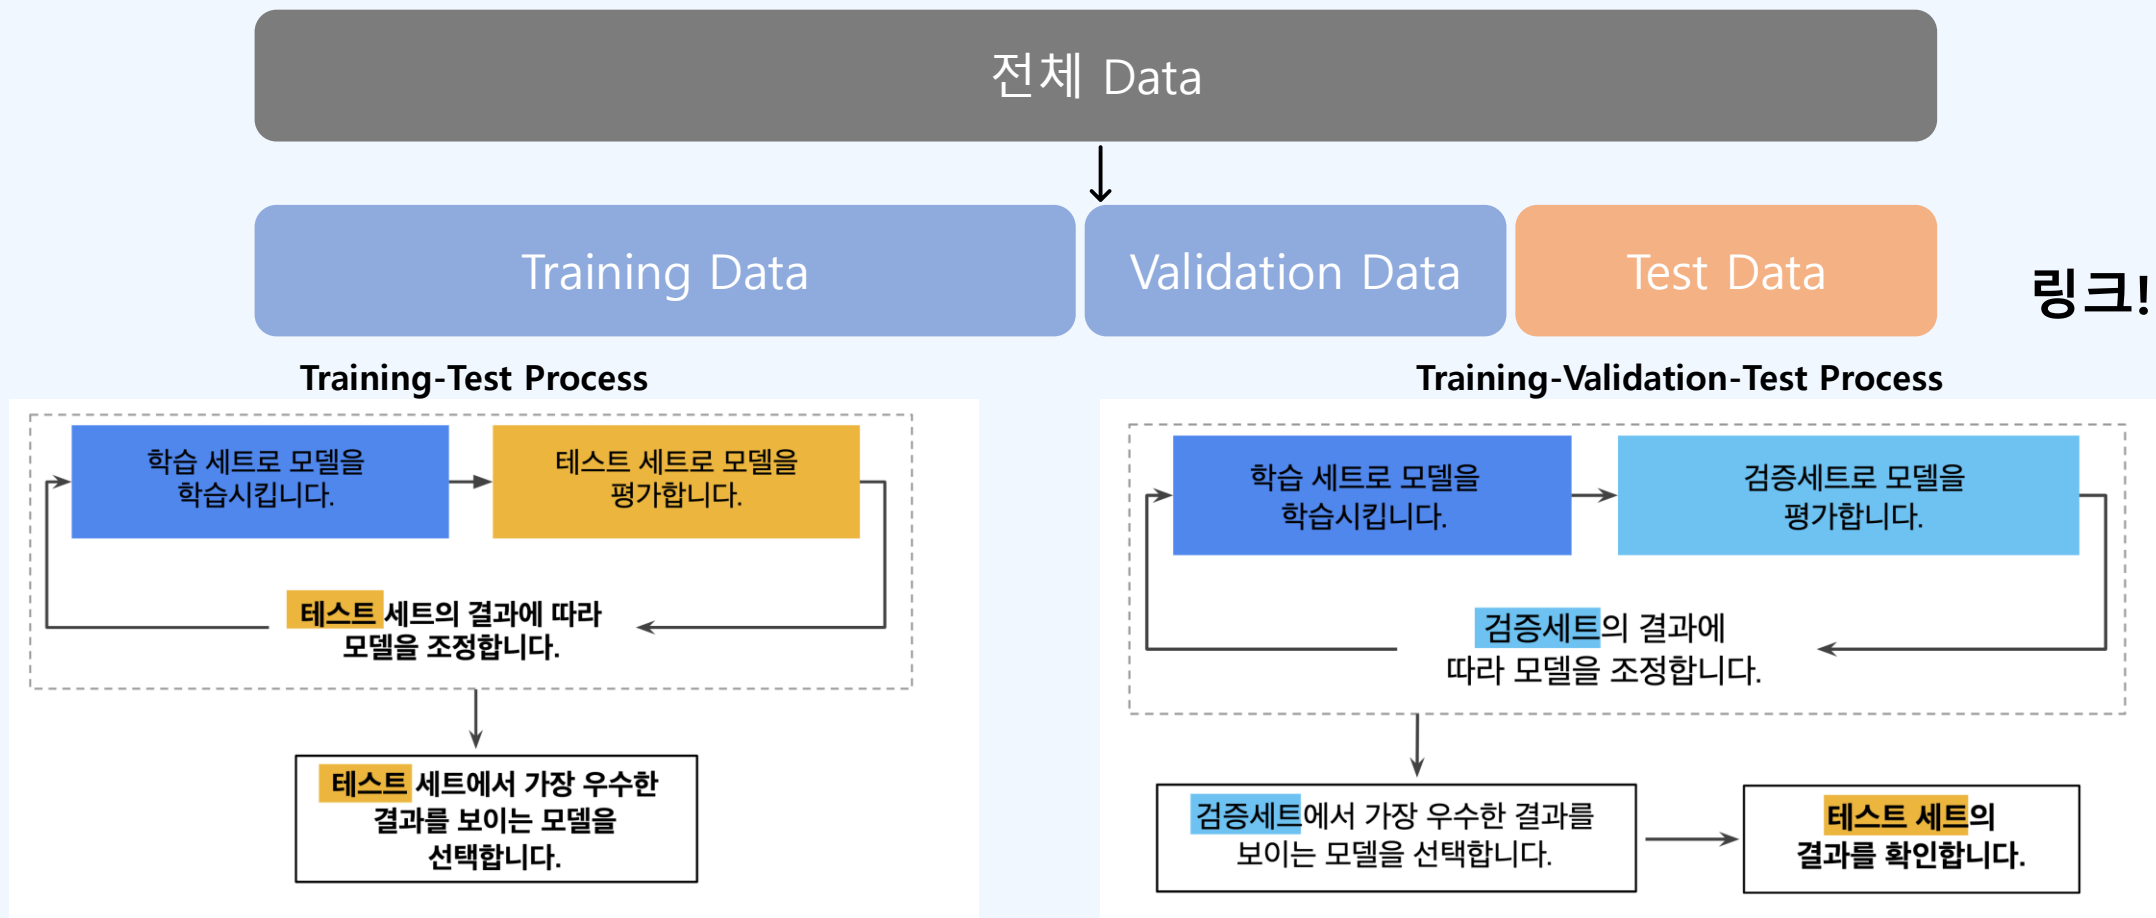 전체 Data
Training Data
Validation Data
Test Data
링크!
Training-Test Process
학습 세트로 모델을
학습시킵니다.
테스트 세트로 모델을
평가합니다.
테스트 세트의 결과에 따라
모델을 조정합니다.
테스트 세트에서 가장 우수한
결과를 보이는 모델을
선택합니다.
Training-Validation-Test Process
학습 세트로 모델을
학습시킵니다.
검증세트로 모델을
평가합니다.
검증세트의 결과에
따라 모델을 조정합니다.
검증세트에서 가장 우수한 결과를
보이는 모델을 선택합니다.
테스트 세트의
결과를 확인합니다.